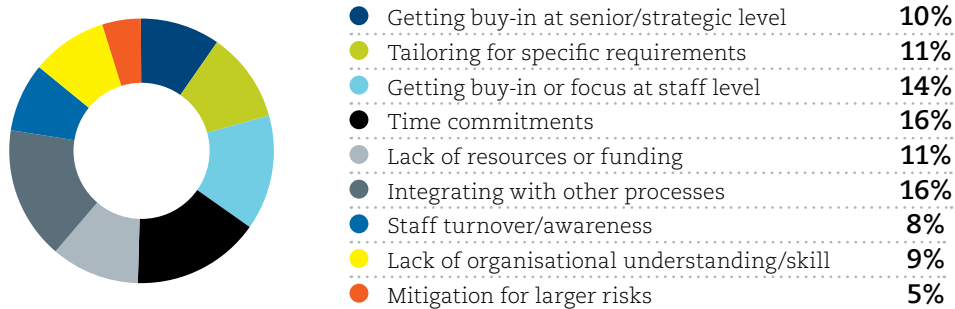 Getting buy-in at senior/strategic level 10%
Tailoring for specific requirements 11%
Getting buy-in or focus at staff level 14%
Time commitments 16%
Lack of resources or funding 11%
Integrating with other processes 16%
Staff turnover/awareness 8%
Lack of organisational understanding/skill 9%
Mitigation for larger risks 5%